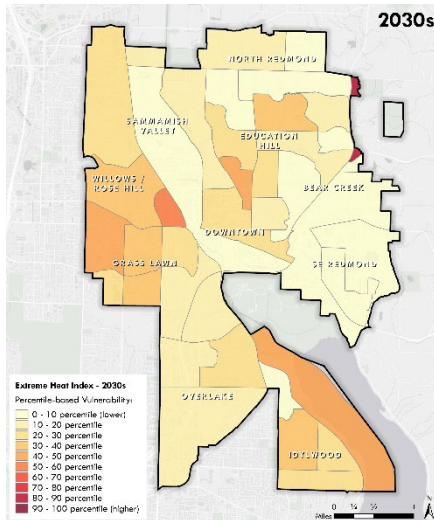 2030s
NORTH REDMOND
SAMMAMISH
VALLEY
EDUCATION
HILL
WILLOWS /
ROSE HILL
BEAR CREEK
DOWNTOWN
GRASS LAWN
SE REDMOND
OVERLAKE
IDYLWOOD
Extreme Heat Index - 2030s
Percentile-based Vulnerability:
0 - 10 percentile (lower)
10 - 20 percentile
20 - 30 percentile
30 - 40 percentile
40 - 50 percentile
50 - 60 percentile
60 - 70 percentile
70 - 80 percentile
80 - 90 percentile
90 - 100 percentile (higher)
Miles
0
1
N